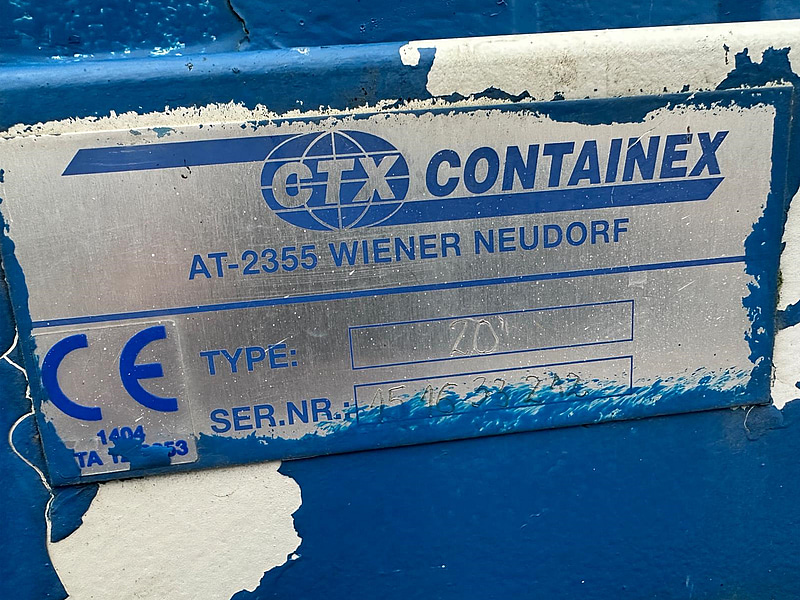 CTX CONTAINEX
AT-2355 WIENER NEUDORF
CE
TYPE: 20'
SER.NR.:
1404